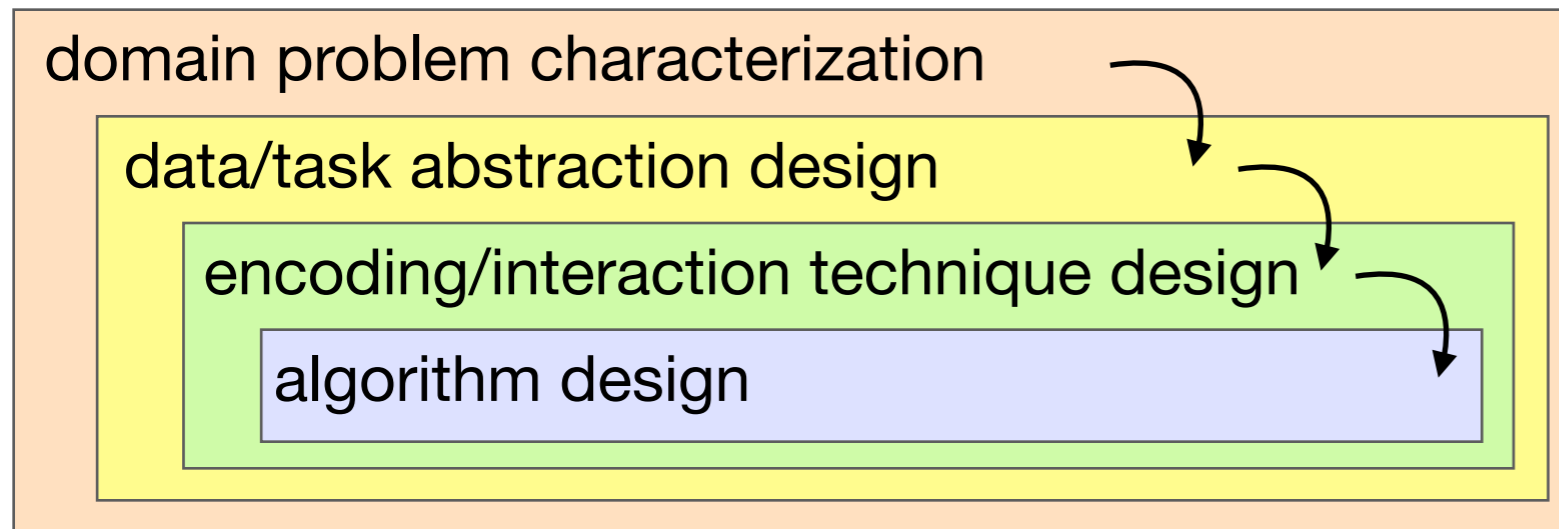 domain problem characterization
data/task abstraction design
encoding/interaction technique design
algorithm design